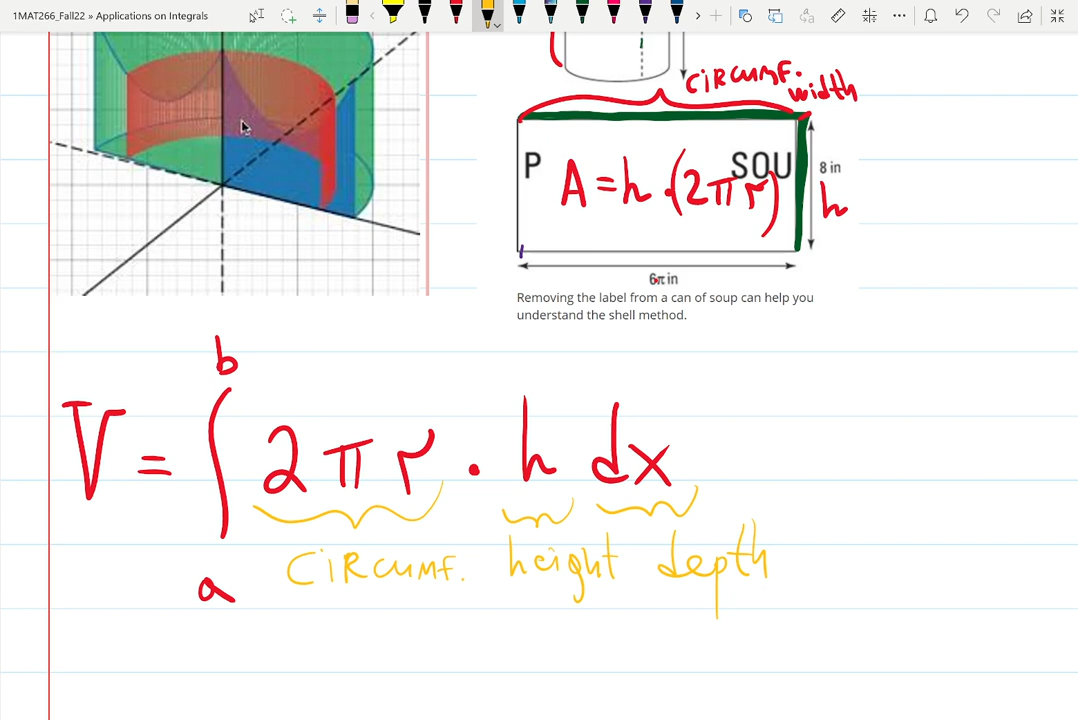 1MAT266_Fall22 » Applications on Integrals
CIRCUMF. width
P SOU
A = h · (2πr)
8 in
h
6π in
Removing the label from a can of soup can help you
understand the shell method.
b
V = ∫ 2πr · h dx
a
CIRCUMF. height depth